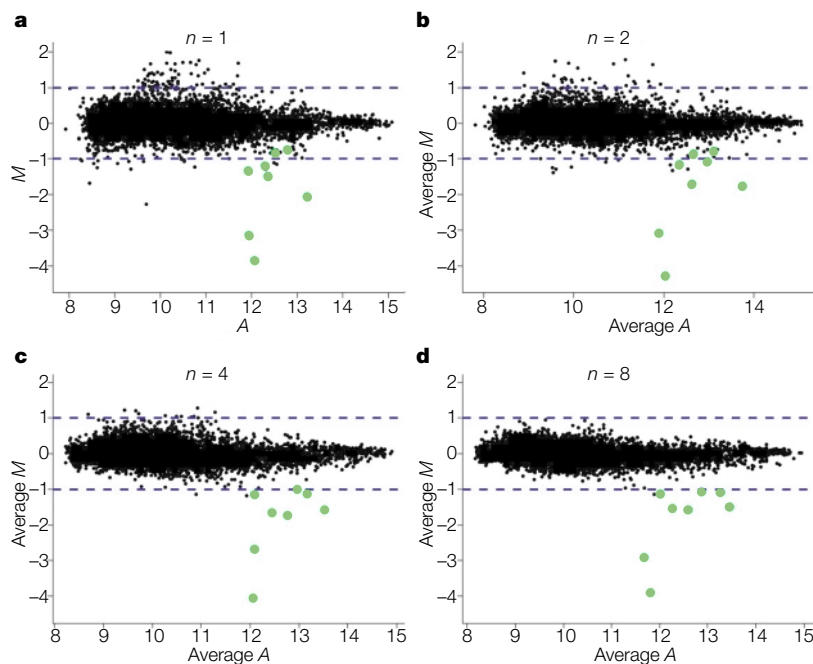 a
n = 1
2
1
0
–1
–2
–3
–4
M
8 9 10 11 12 13 14 15
A
b
n = 2
2
1
0
–1
–2
–3
–4
Average M
8 10 12 14
Average A
c
n = 4
2
1
0
–1
–2
–3
–4
Average M
8 9 10 11 12 13 14 15
Average A
d
n = 8
2
1
0
–1
–2
–3
–4
Average M
8 9 10 11 12 13 14 15
Average A